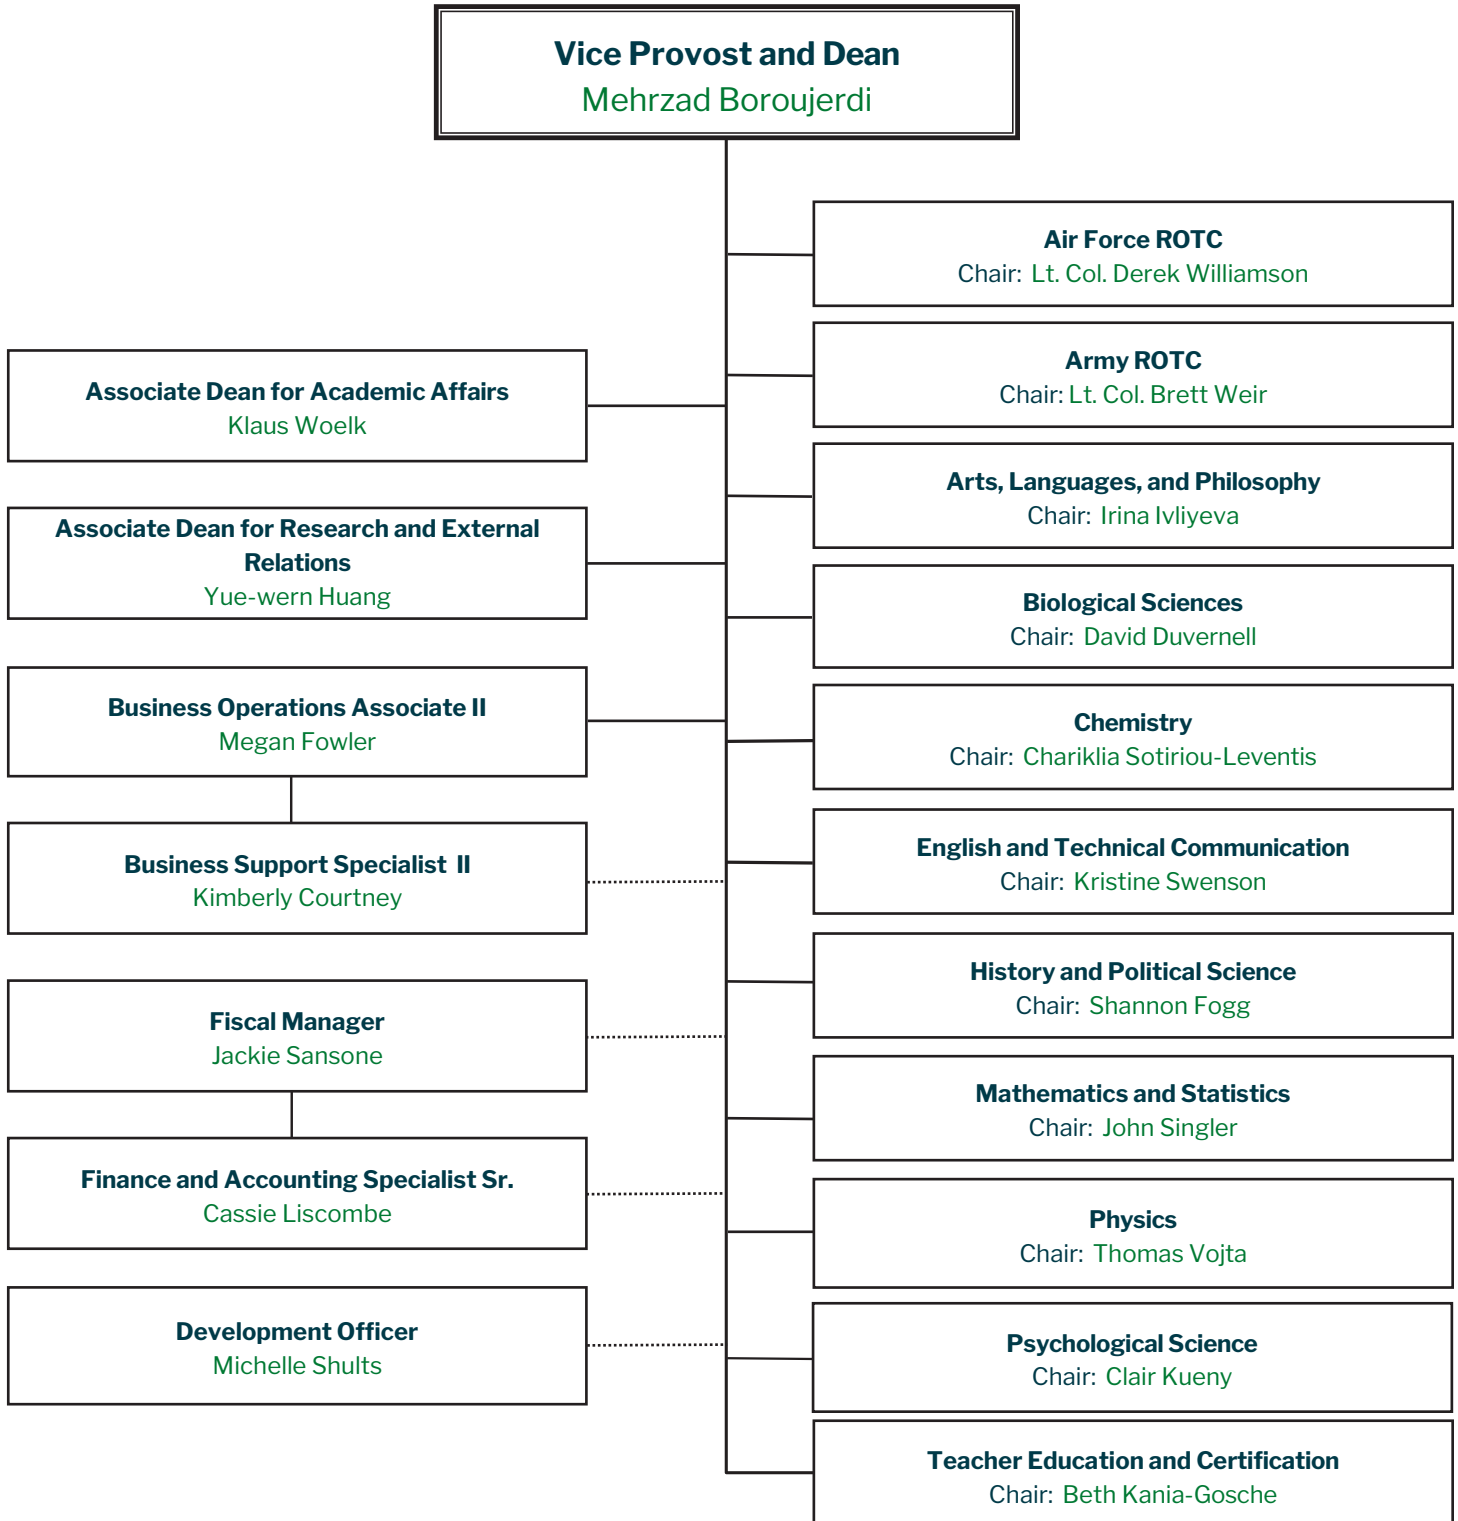 Vice Provost and Dean
Mehrzad Boroujerdi
Associate Dean for Academic Affairs
Klaus Woelk
Associate Dean for Research and External
Relations
Yue-wern Huang
Business Operations Associate II
Megan Fowler
Business Support Specialist II
Kimberly Courtney
Fiscal Manager
Jackie Sansone
Finance and Accounting Specialist Sr.
Cassie Liscombe
Development Officer
Michelle Shults
Air Force ROTC
Chair: Lt. Col. Derek Williamson
Army ROTC
Chair: Lt. Col. Brett Weir
Arts, Languages, and Philosophy
Chair: Irina Ivliyeva
Biological Sciences
Chair: David Duvernell
Chemistry
Chair: Chariklia Sotiriou-Leventis
English and Technical Communication
Chair: Kristine Swenson
History and Political Science
Chair: Shannon Fogg
Mathematics and Statistics
Chair: John Singler
Physics
Chair: Thomas Vojta
Psychological Science
Chair: Clair Kueny
Teacher Education and Certification
Chair: Beth Kania-Gosche